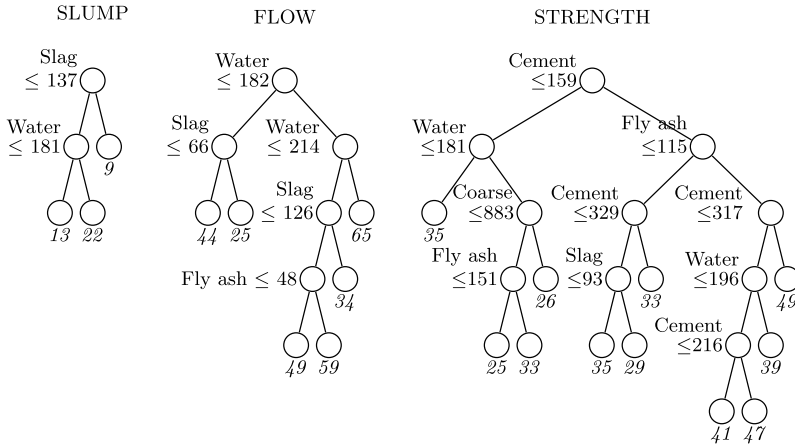 SLUMP
FLOW
STRENGTH
Slag
≤ 137
Water
≤ 181
9
13
22
Water
≤ 182
Slag
≤ 66
Water
≤ 214
44
25
Slag
≤ 126
65
Fly ash ≤ 48
34
49
59
Cement
≤159
Water
≤181
Fly ash
≤115
35
Coarse
≤883
Cement
≤329
Cement
≤317
Fly ash
≤151
26
Slag
≤93
33
Water
≤196
49
25
33
35
29
Cement
≤216
39
41
47